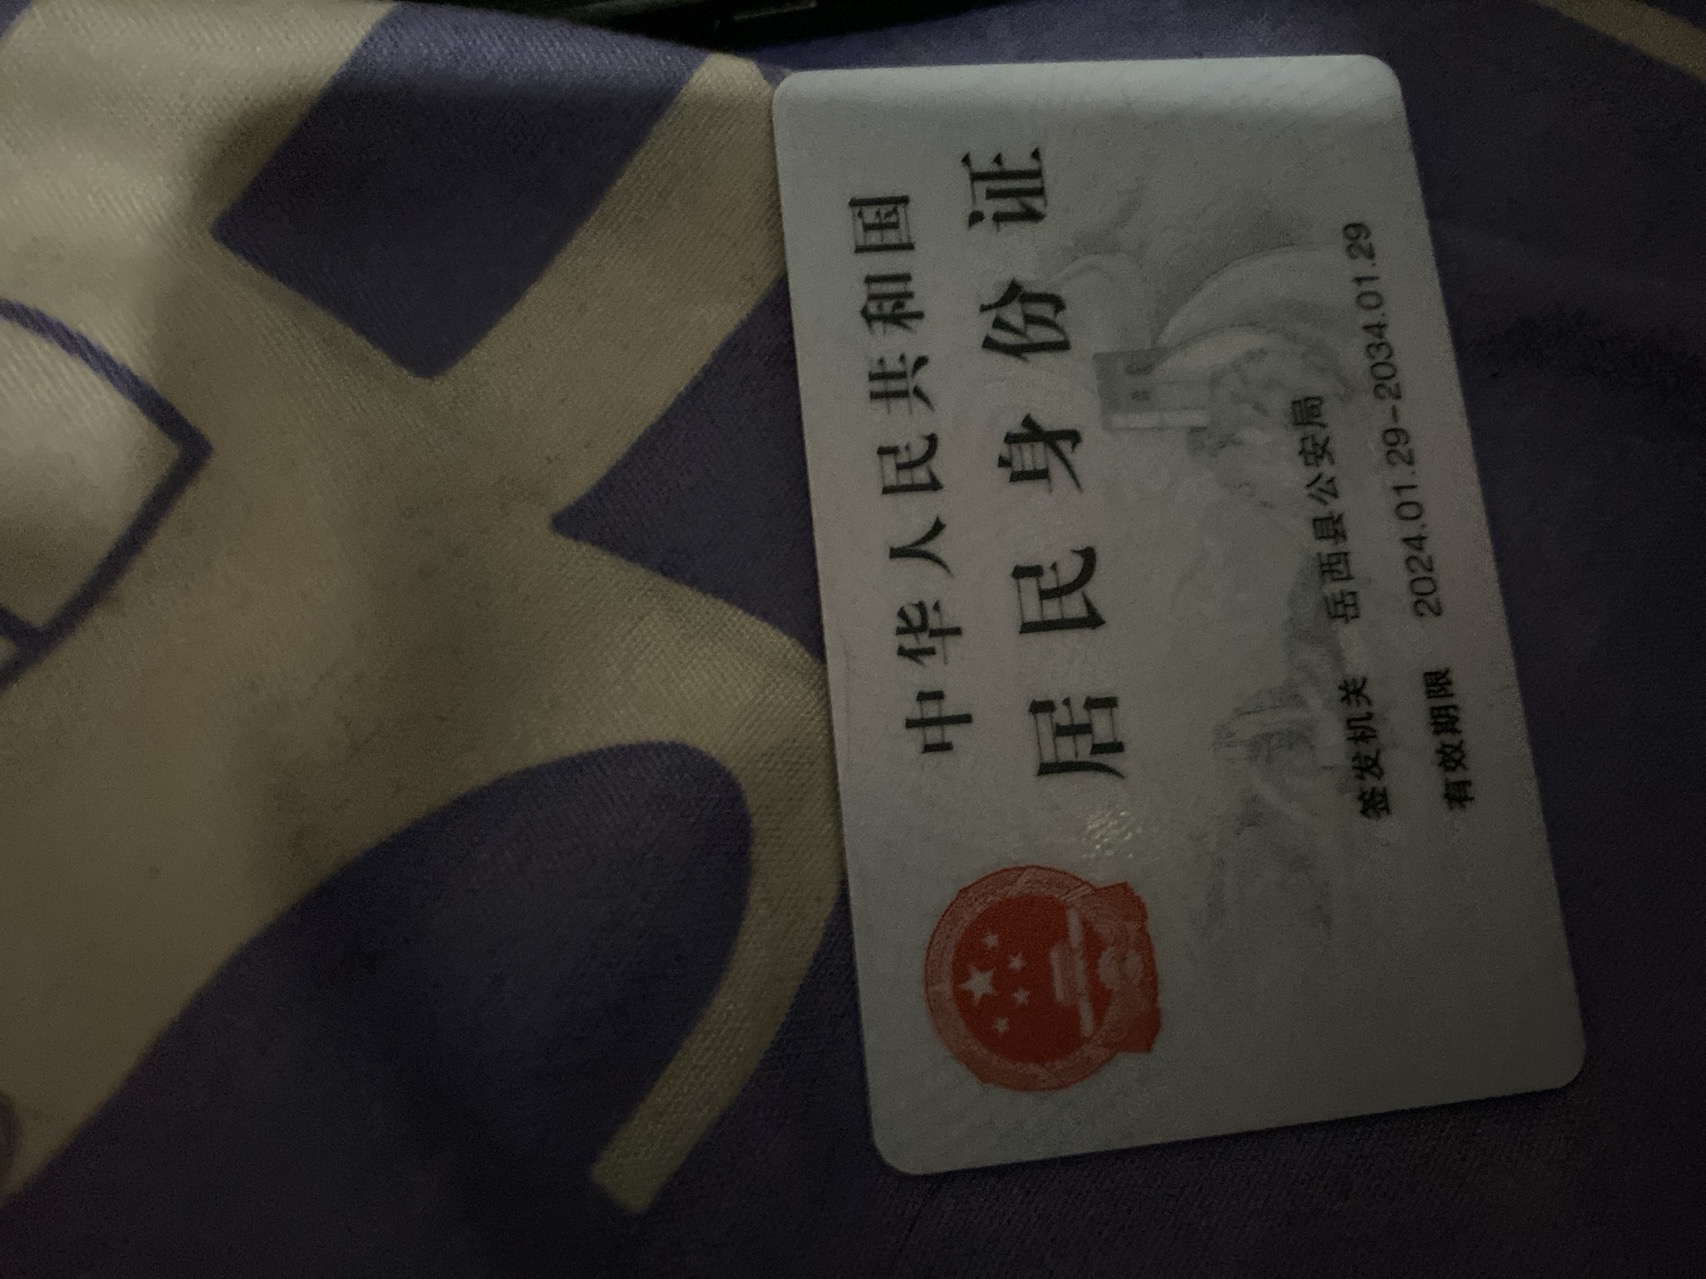 中华人民共和国
居民身份证
签发机关 岳西县公安局
有效期限 2024.01.29-2034.01.29